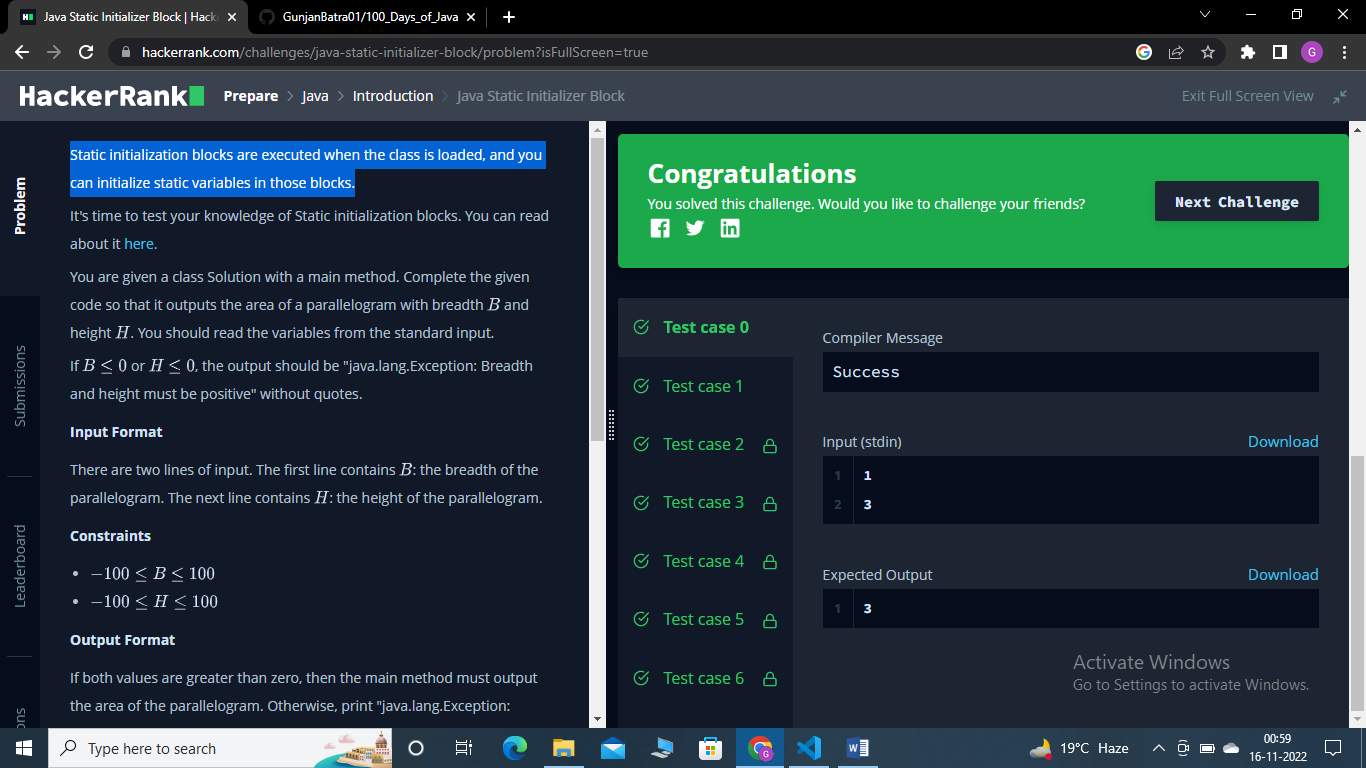 Java Static Initializer Block | Hack
GunjanBatra01/100_Days_of_Java
hackerrank.com/challenges/java-static-initializer-block/problem?isFullScreen=true
G
HackerRank
Prepare > Java > Introduction > Java Static Initializer Block
Exit Full Screen View
Problem
Submissions
Leaderboard
Static initialization blocks are executed when the class is loaded, and you
can initialize static variables in those blocks.
It's time to test your knowledge of Static initialization blocks. You can read
about it here.
You are given a class Solution with a main method. Complete the given
code so that it outputs the area of a parallelogram with breadth B and
height H. You should read the variables from the standard input.
If B ≤ 0 or H ≤ 0, the output should be "java.lang.Exception: Breadth
and height must be positive" without quotes.
Input Format
There are two lines of input. The first line contains B: the breadth of the
parallelogram. The next line contains H: the height of the parallelogram.
Constraints
• −100 ≤ B ≤ 100
• −100 ≤ H ≤ 100
Output Format
If both values are greater than zero, then the main method must output
the area of the parallelogram. Otherwise, print "java.lang.Exception:
Congratulations
You solved this challenge. Would you like to challenge your friends?
Next Challenge
Test case 0
Test case 1
Test case 2
Test case 3
Test case 4
Test case 5
Test case 6
Compiler Message
Success
Input (stdin)
Download
1 1
2 3
Expected Output
Download
1 3
Activate Windows
Go to Settings to activate Windows.
Type here to search
19°C Haze
00:59
16-11-2022